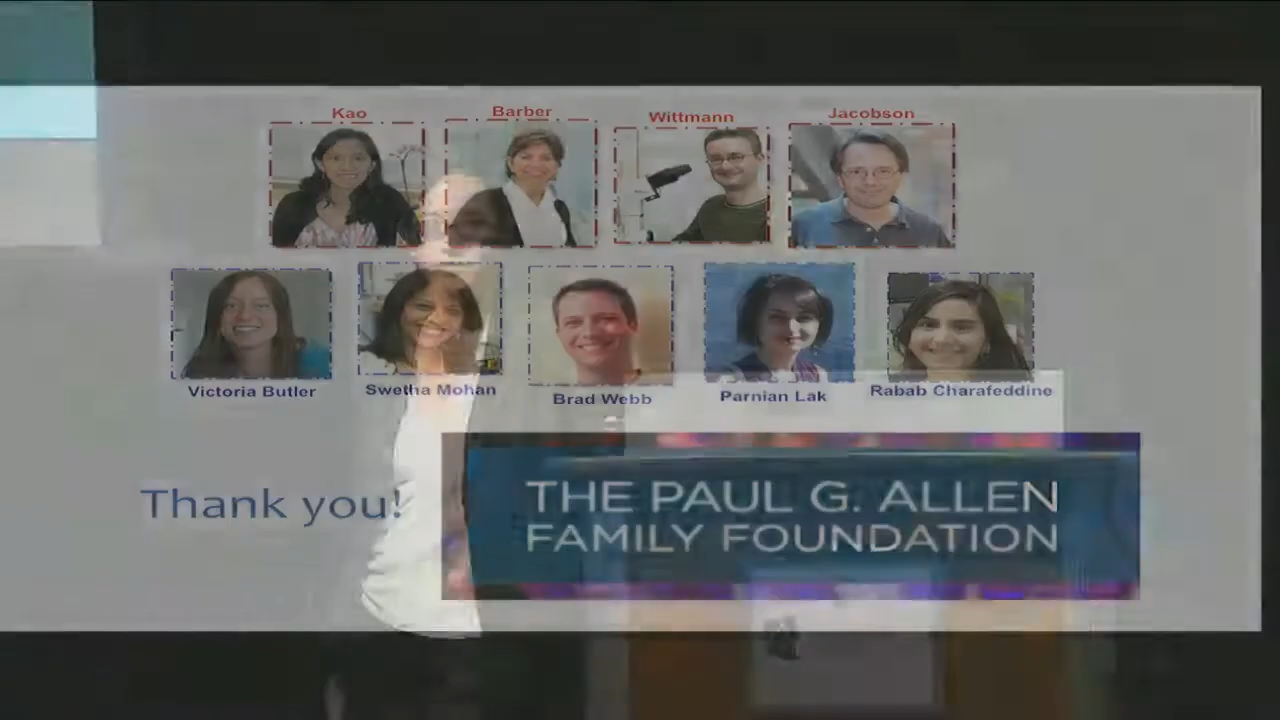 Kao Barber Wittmann Jacobson
Victoria Butler Swetha Mohan Brad Webb Parnian Lak Rabab Charafeddine
Thank you!
THE PAUL G. ALLEN
FAMILY FOUNDATION